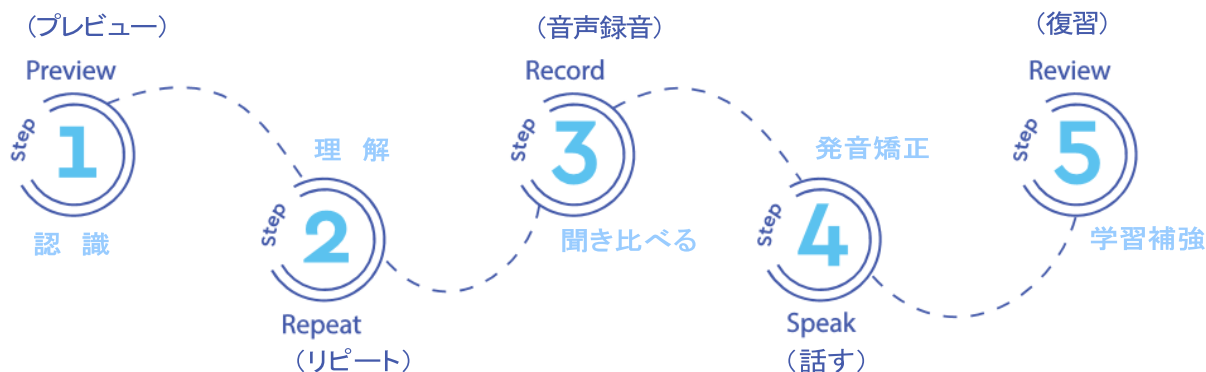 （プレビュー）
Preview
Step
1
認　識
理　解
Step
2
Repeat
（リピート）
（音声録音）
Record
Step
3
聞き比べる
発音矯正
Step
4
Speak
（話す）
（復習）
Review
Step
5
学習補強